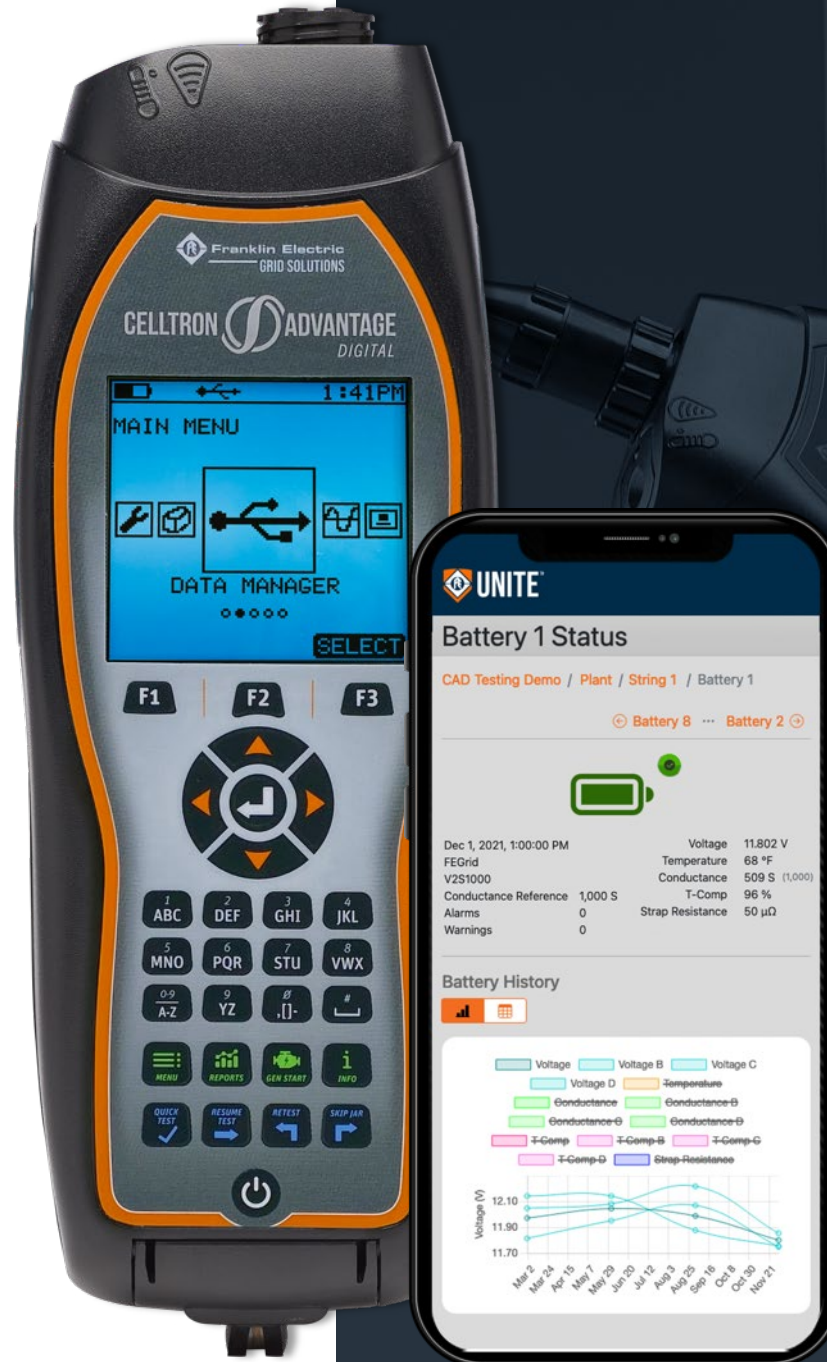 Franklin Electric
GRID SOLUTIONS
CELLTRON ADVANTAGE
DIGITAL
1:41PM
MAIN MENU
DATA MANAGER
SELECT
F1 F2 F3
1 2 3 4
ABC DEF GHI JKL
5 6 7 8
MNO PQR STU VWX
0-9 9 Ø #
A-Z YZ ,[]-
MENU REPORTS GEN START i INFO
QUICK TEST RESUME TEST RETEST SKIP JAR
UNITE™
Battery 1 Status
CAD Testing Demo / Plant / String 1 / Battery 1
Battery 8 ··· Battery 2
Dec 1, 2021, 1:00:00 PM Voltage 11.802 V
FEGrid Temperature 68 °F
V2S1000 Conductance 509 S (1,000)
Conductance Reference 1,000 S T-Comp 96 %
Alarms 0 Strap Resistance 50 μΩ
Warnings 0
Battery History
Voltage Voltage B Voltage C
Voltage D Temperature
Conductance Conductance B
Conductance C Conductance D
T-Comp T-Comp B T-Comp C
T-Comp D Strap Resistance
Voltage (V)
12.10
11.90
11.70
Mar 2 Mar 24 Apr 15 May 7 May 29 Jun 20 Jul 12 Aug 3 Aug 25 Sep 16 Oct 8 Oct 30 Nov 21